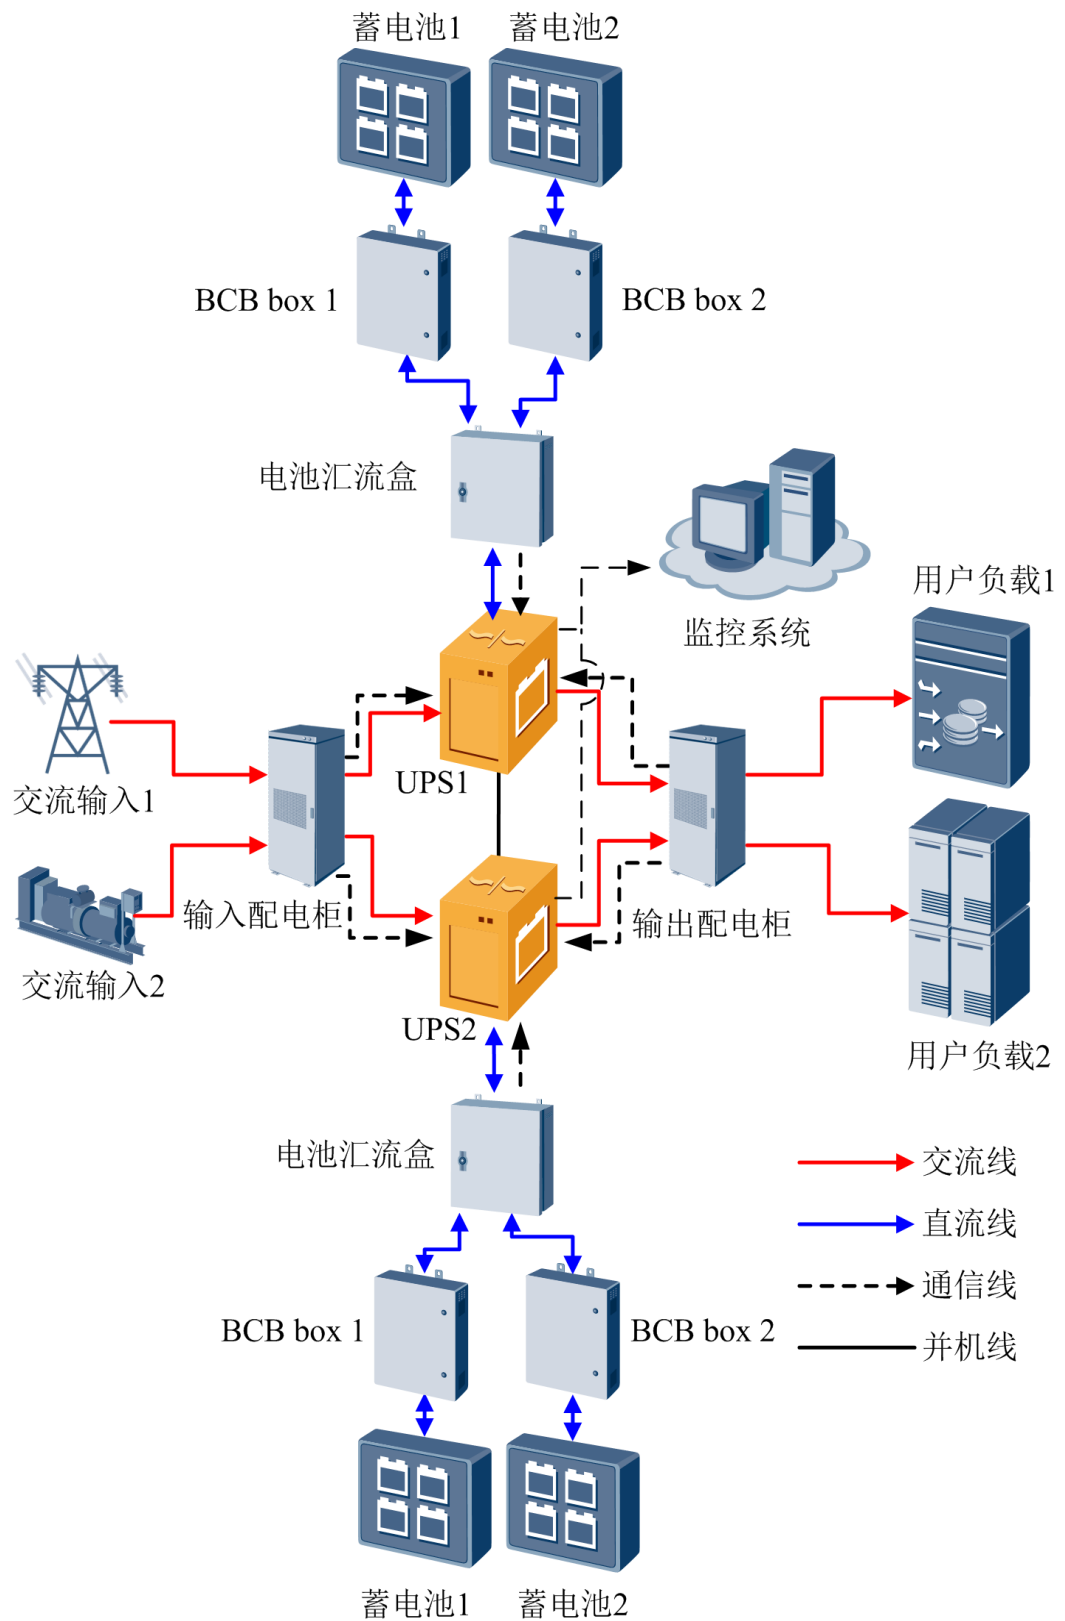 蓄电池1
蓄电池2
BCB box 1
BCB box 2
电池汇流盒
监控系统
用户负载1
交流输入1
UPS1
输入配电柜
输出配电柜
交流输入2
UPS2
用户负载2
电池汇流盒
交流线
直流线
通信线
并机线
BCB box 1
BCB box 2
蓄电池1
蓄电池2